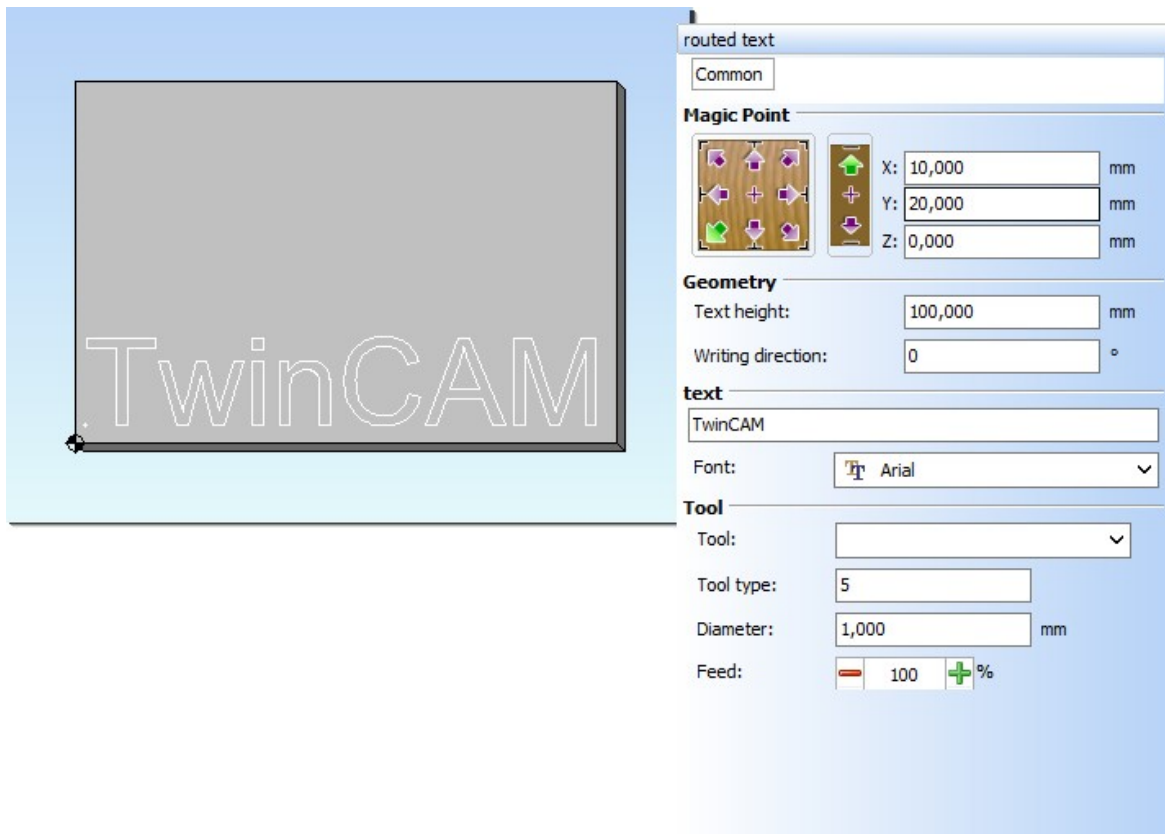 TwinCAM
routed text
Common
Magic Point
X: 10,000 mm
Y: 20,000 mm
Z: 0,000 mm
Geometry
Text height: 100,000 mm
Writing direction: 0 °
text
TwinCAM
Font: Arial
Tool
Tool:
Tool type: 5
Diameter: 1,000 mm
Feed: 100 %